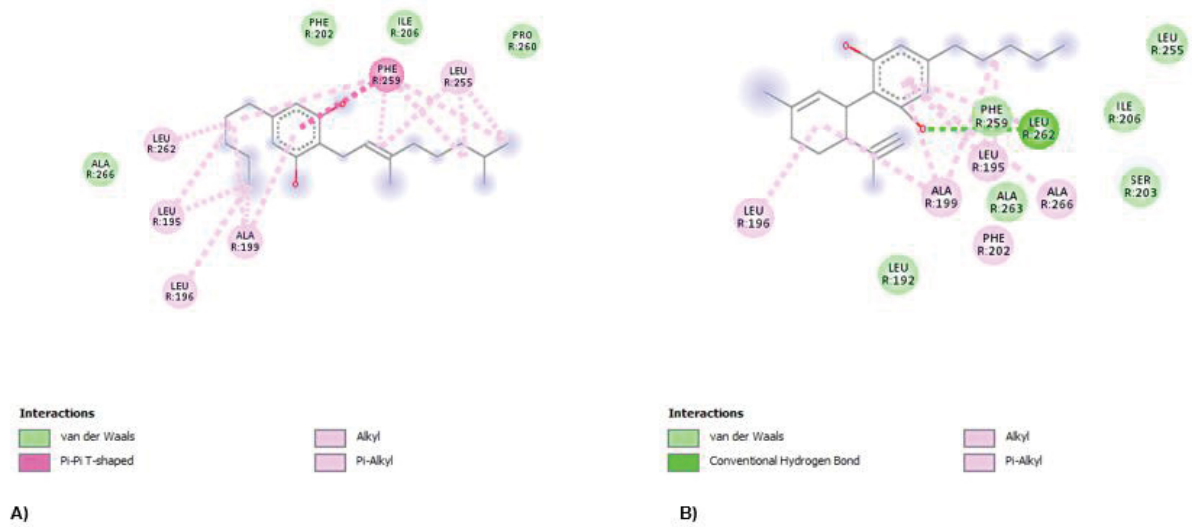 PHE
R:202
ILE
R:206
PRO
R:260
PHE
R:259
LEU
R:255
LEU
R:262
ALA
R:266
LEU
R:195
ALA
R:199
LEU
R:196
O
O
Interactions
van der Waals
Pi-Pi T-shaped
Alkyl
Pi-Alkyl
A)
O
O
LEU
R:255
PHE
R:259
LEU
R:262
ILE
R:206
LEU
R:195
SER
R:203
ALA
R:199
ALA
R:263
ALA
R:266
LEU
R:196
PHE
R:202
LEU
R:192
Interactions
van der Waals
Conventional Hydrogen Bond
Alkyl
Pi-Alkyl
B)